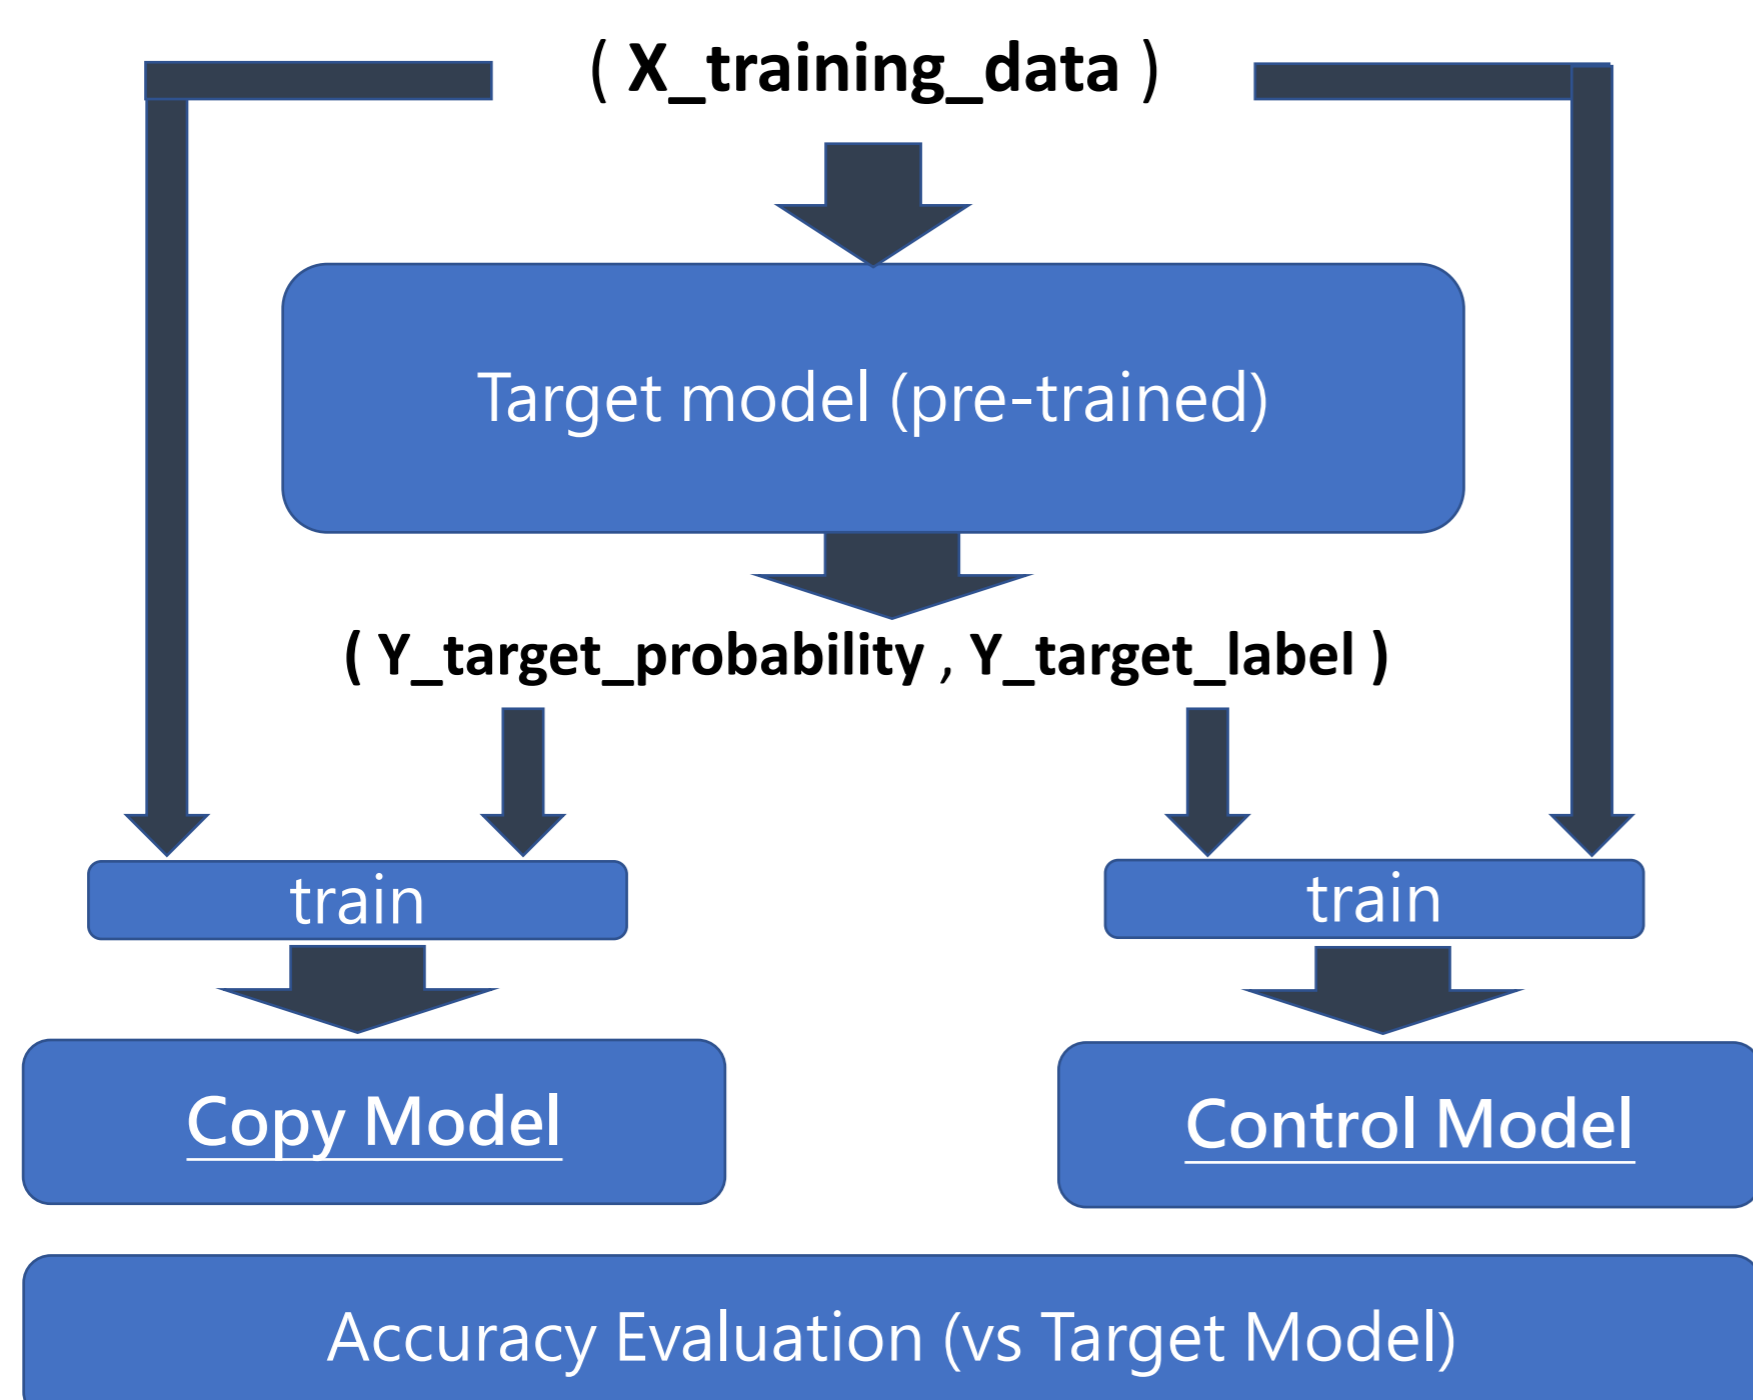 ( X_training_data )
Target model (pre-trained)
( Y_target_probability , Y_target_label )
train
train
Copy Model
Control Model
Accuracy Evaluation (vs Target Model)